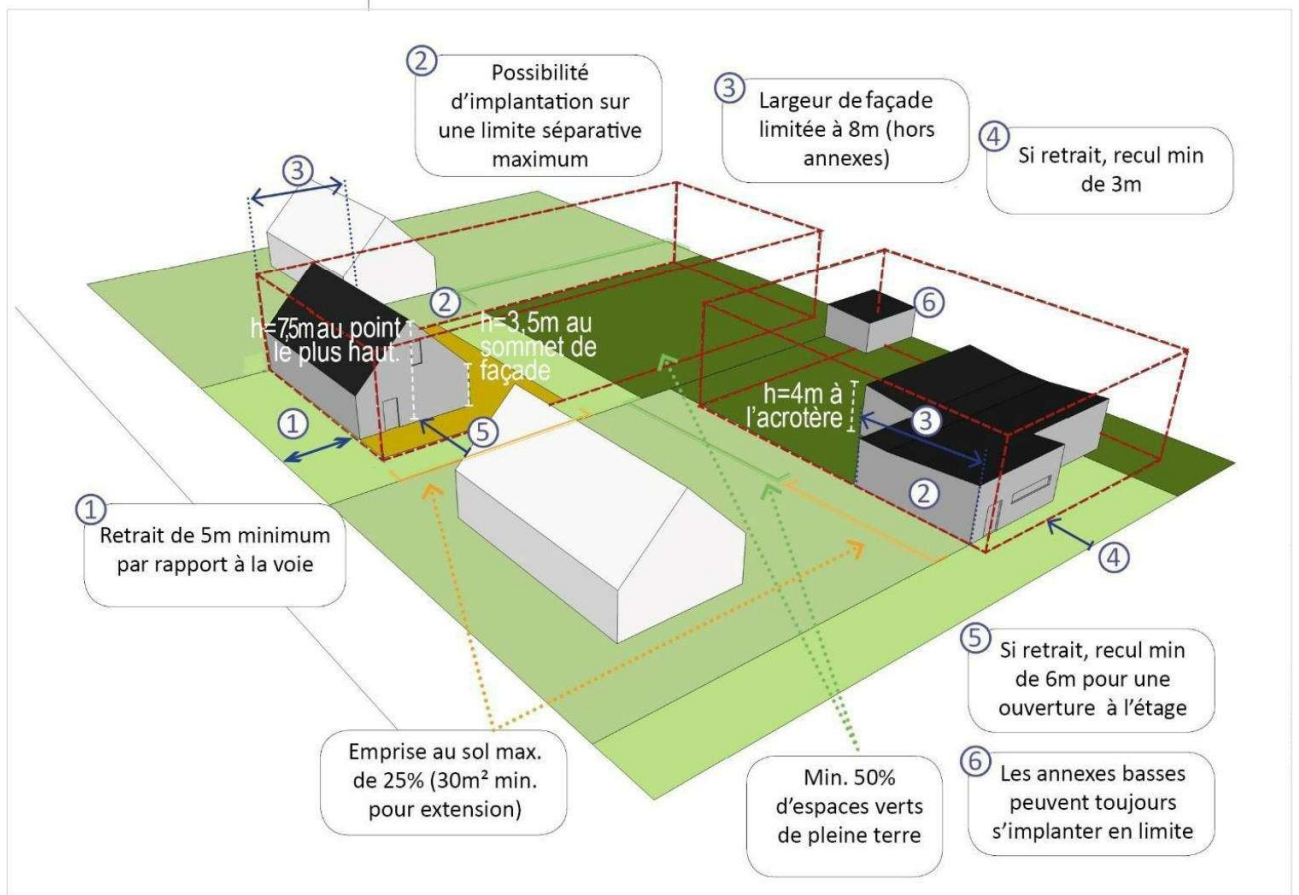 ②
Possibilité
d'implantation sur
une limite séparative
maximum
③
Largeur de façade
limitée à 8m (hors
annexes)
④
Si retrait, recul min
de 3m
③
②
⑥
h=7,5m au point
le plus haut.
h=3,5m au
sommet de
façade
h=4m à
l'acrotère
③
①
⑤
②
④
①
Retrait de 5m minimum
par rapport à la voie
⑤
Si retrait, recul min
de 6m pour une
ouverture à l'étage
Emprise au sol max.
de 25% (30m² min.
pour extension)
Min. 50%
d'espaces verts
de pleine terre
⑥
Les annexes basses
peuvent toujours
s'implanter en limite